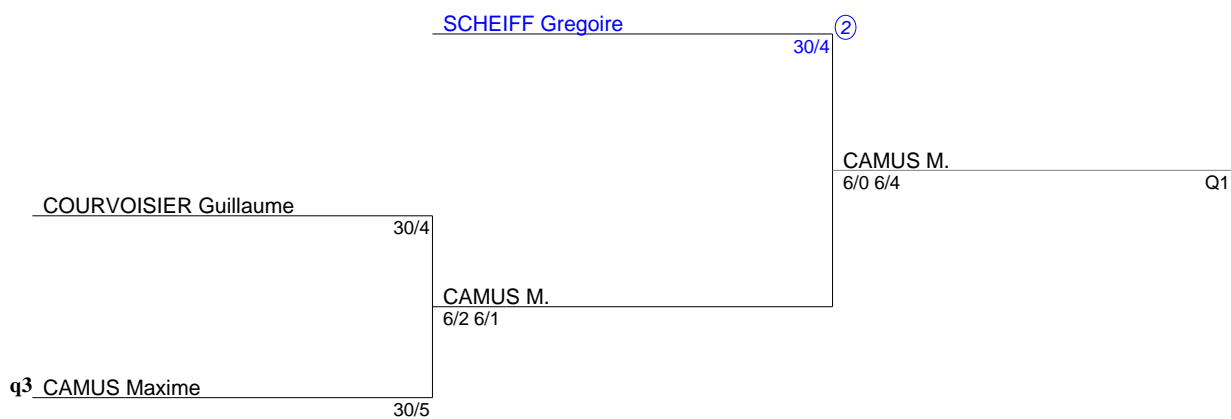 SCHEIFF Gregoire 2
30/4
CAMUS M.
6/0 6/4 Q1
COURVOISIER Guillaume
30/4
CAMUS M.
6/2 6/1
q3 CAMUS Maxime
30/5